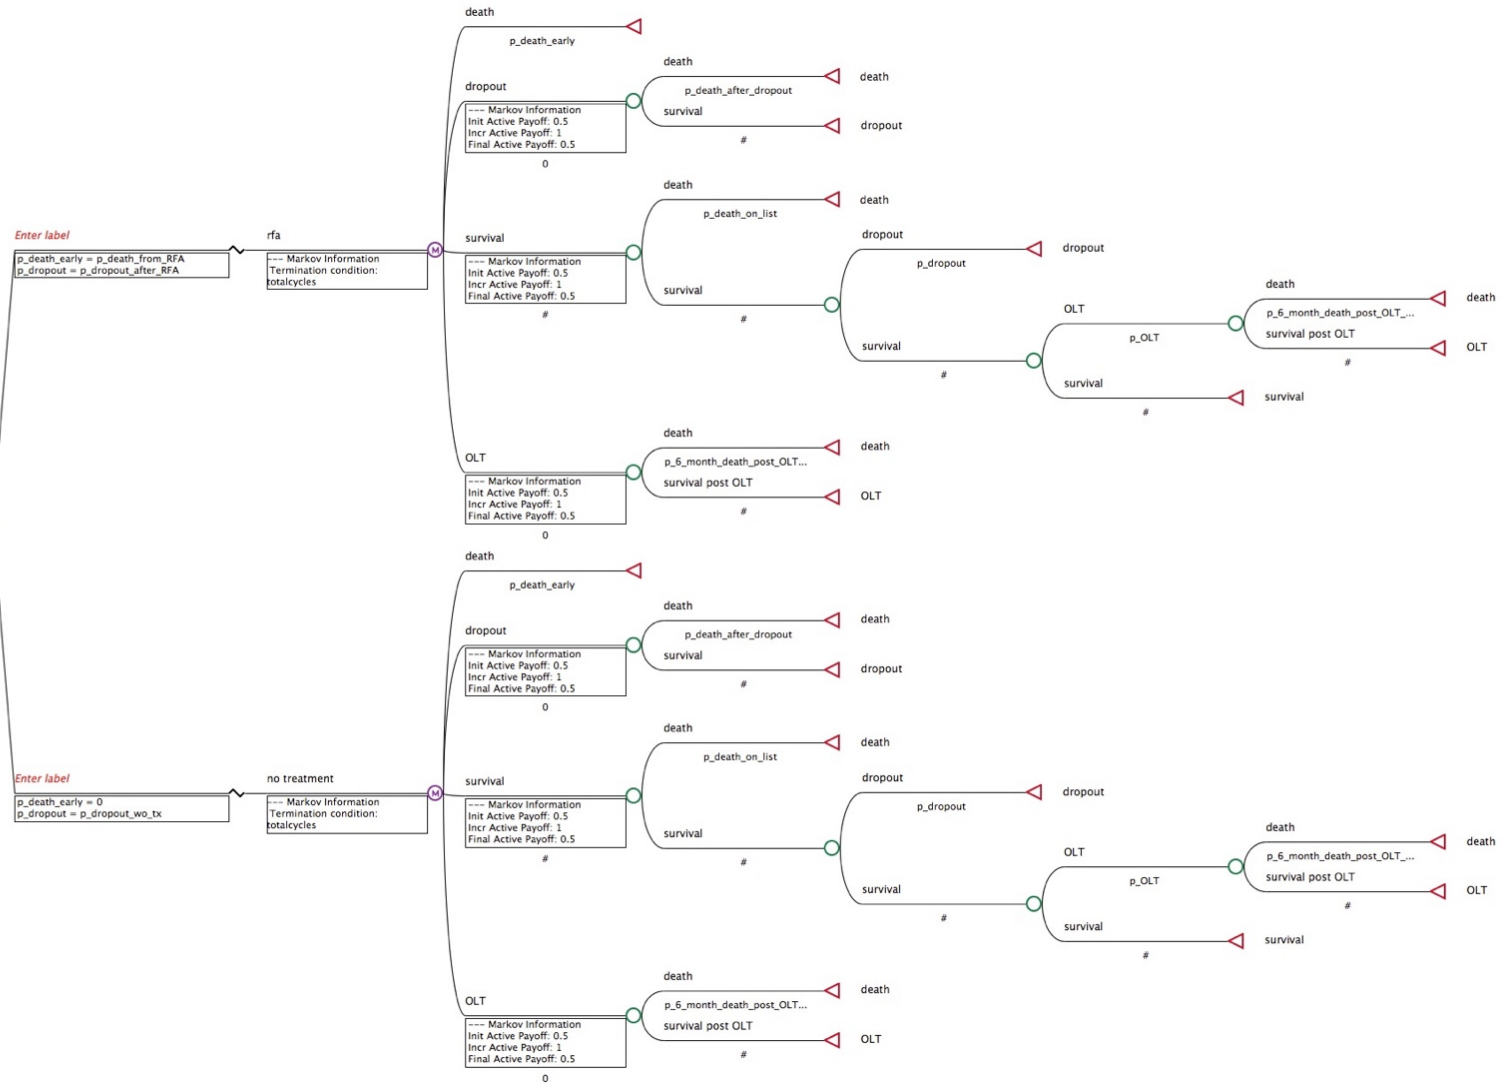 death
p_death_early
death
death
dropout
p_death_after_dropout
--- Markov Information
Init Active Payoff: 0.5
Incr Active Payoff: 1
Final Active Payoff: 0.5
survival
dropout
#
0
death
death
p_death_on_list
Enter label
p_death_early = p_death_from_RFA
p_dropout = p_dropout_after_RFA
rfa
--- Markov Information
Termination condition:
totalcycles
survival
--- Markov Information
Init Active Payoff: 0.5
Incr Active Payoff: 1
Final Active Payoff: 0.5
#
dropout
dropout
p_dropout
survival
#
death
death
OLT
p_6_month_death_post_OLT_...
p_OLT
survival post OLT
OLT
#
survival
#
survival
survival
#
death
death
OLT
p_6_month_death_post_OLT...
--- Markov Information
Init Active Payoff: 0.5
Incr Active Payoff: 1
Final Active Payoff: 0.5
survival post OLT
OLT
#
0
death
p_death_early
death
death
dropout
p_death_after_dropout
--- Markov Information
Init Active Payoff: 0.5
Incr Active Payoff: 1
Final Active Payoff: 0.5
survival
dropout
#
0
death
death
p_death_on_list
Enter label
p_death_early = 0
p_dropout = p_dropout_wo_tx
no treatment
--- Markov Information
Termination condition:
totalcycles
survival
--- Markov Information
Init Active Payoff: 0.5
Incr Active Payoff: 1
Final Active Payoff: 0.5
#
dropout
dropout
p_dropout
survival
#
death
death
OLT
p_6_month_death_post_OLT_...
p_OLT
survival post OLT
OLT
#
survival
#
survival
survival
#
death
death
OLT
p_6_month_death_post_OLT...
--- Markov Information
Init Active Payoff: 0.5
Incr Active Payoff: 1
Final Active Payoff: 0.5
survival post OLT
OLT
#
0